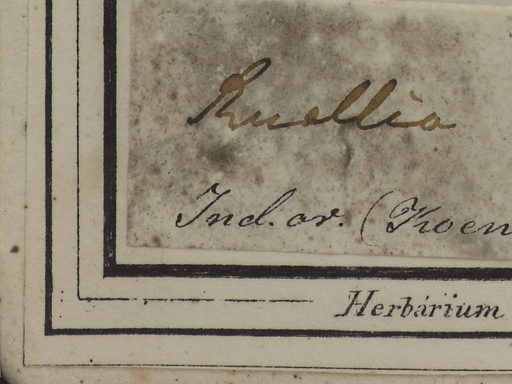 Ruellia
Ind. or. (Koen
Herbárium